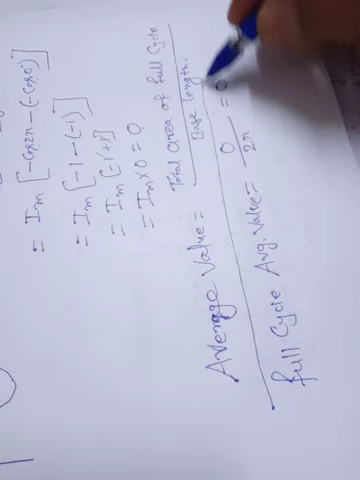 = Im [-cos2π - (-cos0)]
= Im [-1 - (-1)]
= Im [-1+1]
= Im × 0 = 0
Average Value = Total area of full Cycle / Base length.
full Cycle Avg. Value = 0 / 2π = 0